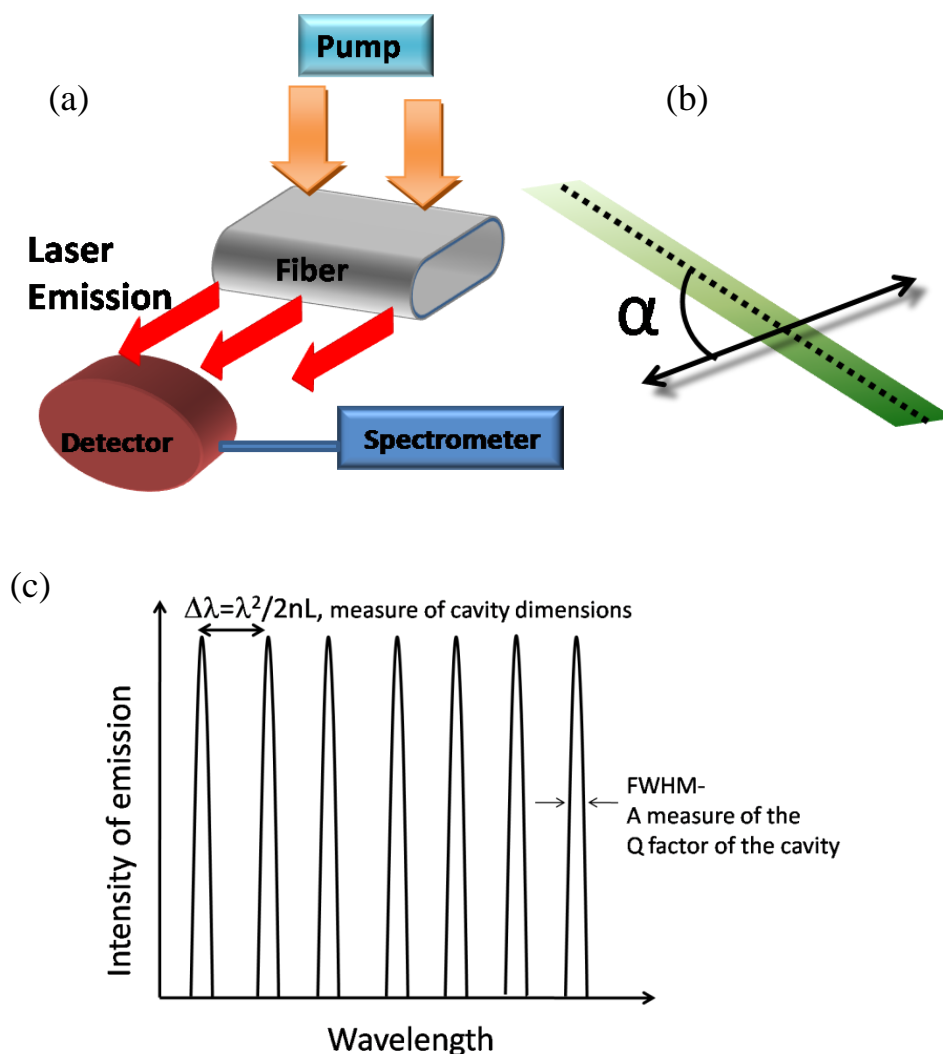 Pump
(a)
(b)
Laser
Emission
Fiber
α
Detector
Spectrometer
(c)
Δλ=λ²/2nL, measure of cavity dimensions
Intensity of emission
FWHM-
A measure of the
Q factor of the cavity
Wavelength